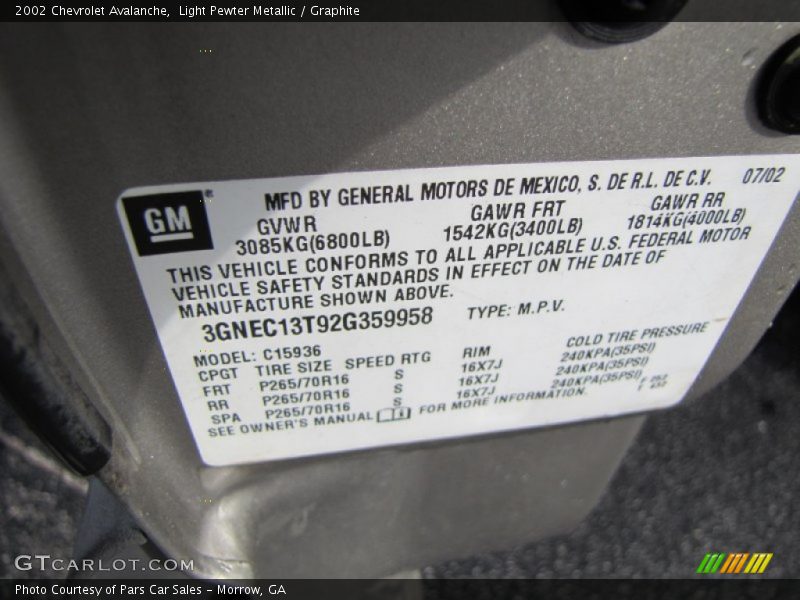 2002 Chevrolet Avalanche,  Light Pewter Metallic / Graphite
GM
MFD BY GENERAL MOTORS DE MEXICO, S. DE R.L. DE C.V. 07/02
GVWR GAWR FRT GAWR RR
3085KG(6800LB) 1542KG(3400LB) 1814KG(4000LB)
THIS VEHICLE CONFORMS TO ALL APPLICABLE U.S. FEDERAL MOTOR
VEHICLE SAFETY STANDARDS IN EFFECT ON THE DATE OF
MANUFACTURE SHOWN ABOVE.
3GNEC13T92G359958 TYPE: M.P.V.
MODEL: C15936
CPGT TIRE SIZE SPEED RTG RIM COLD TIRE PRESSURE
FRT P265/70R16 S 16X7J 240KPA(35PSI)
RR P265/70R16 S 16X7J 240KPA(35PSI)
SPA P265/70R16 S 16X7J 240KPA(35PSI)
SEE OWNER'S MANUAL FOR MORE INFORMATION.
GTCARLOT.COM
Photo Courtesy of Pars Car Sales - Morrow, GA